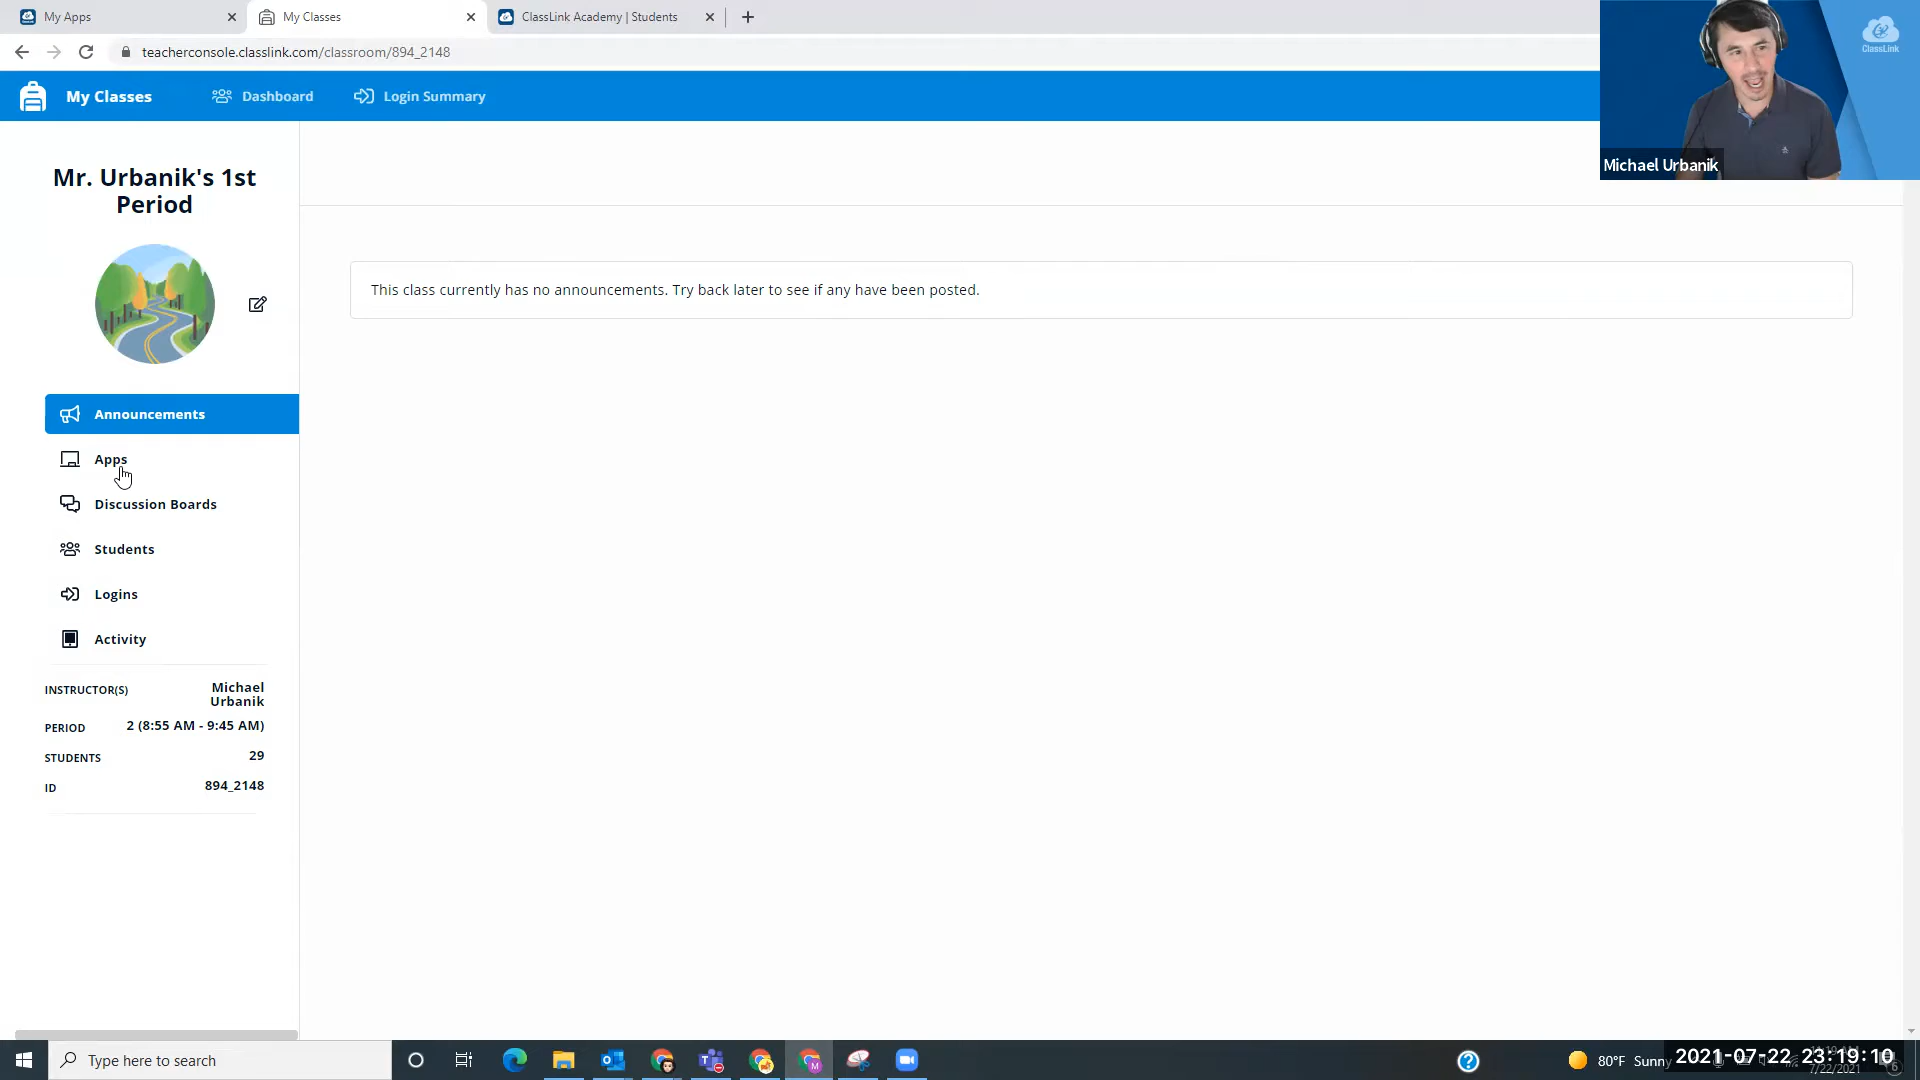 My Apps
My Classes
ClassLink Academy | Students
teacherconsole.classlink.com/classroom/894_2148
ClassLink
My Classes
Dashboard
Login Summary
Michael Urbanik
Mr. Urbanik's 1st
Period
This class currently has no announcements. Try back later to see if any have been posted.
Announcements
Apps
Discussion Boards
Students
Logins
Activity
INSTRUCTOR(S) Michael
Urbanik
PERIOD 2 (8:55 AM - 9:45 AM)
STUDENTS 29
ID 894_2148
Type here to search
80°F Sunny
2021-07-22 23:19:10
7/22/2021